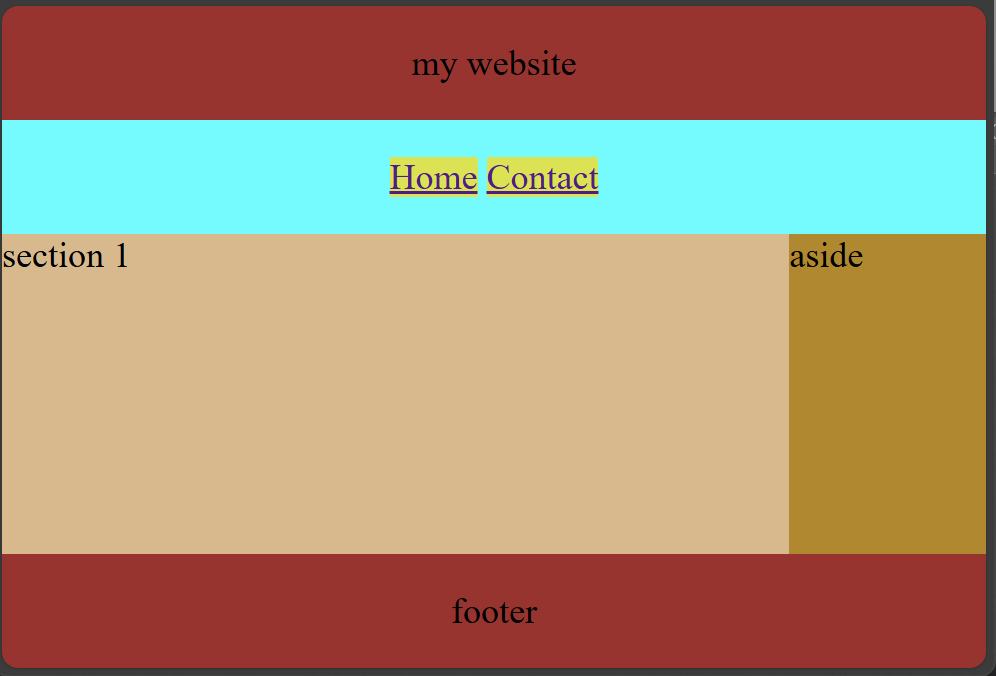 my website
Home Contact
section 1
aside
footer